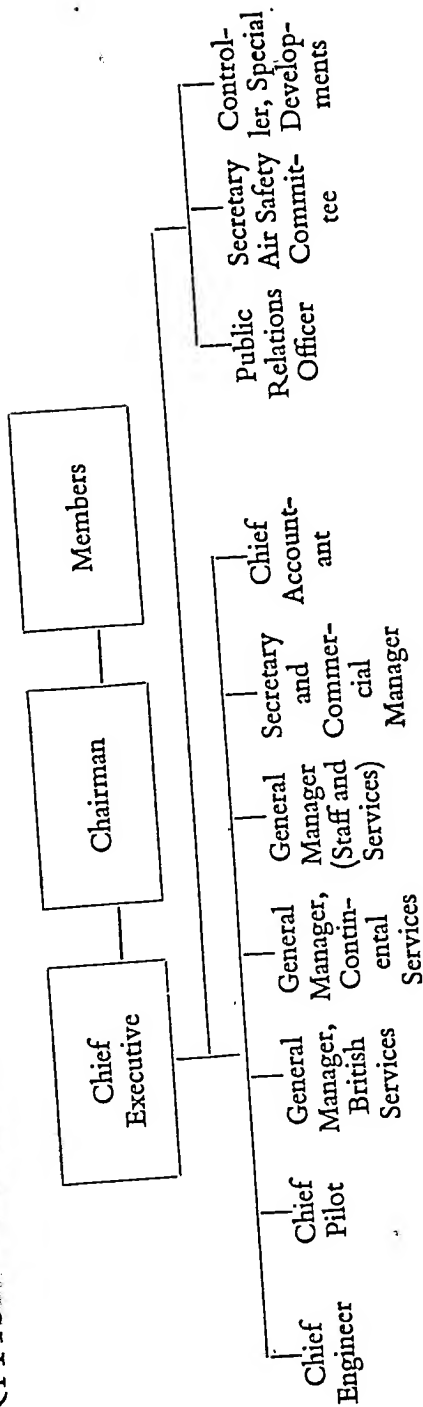 Chief
Executive
Chairman
Members
Chief
Engineer
Chief
Pilot
General
Manager,
British
Services
General
Manager,
Contin-
ental
Services
General
Manager
(Staff and
Services)
Secretary
and
Commer-
cial
Manager
Chief
Account-
ant
Public
Relations
Officer
Secretary
Air Safety
Commit-
tee
Control-
ler, Special
Develop-
ments